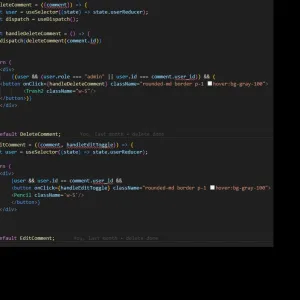 leteComment = ((comment)) => {
t user = useSelector((state) => state.userReducer);
t dispatch = useDispatch();
t handleDeleteComment = () => {
dispatch(deleteComment(comment.id))
rn (
<div>
((user && (user.role === "admin" || user.id === comment.user_id)) && (
<button onClick={handleDeleteComment} className="rounded-md border p-1 hover:bg-gray-100">
<Trash2 className="w-5"/>
</button>)}
</div>
default DeleteComment;
You, last month • delete done
itComment = ((comment, handleEditToggle)) => {
t user = useSelector((state) => state.userReducer);
rn (
<div>
(user && user.id == comment.user_id &&
<button onClick={handleEditToggle} className="rounded-md border p-1 hover:bg-gray-100">
<Pencil className="w-5"/>
</button>}
</div>
default EditComment;
You, last month • delete done